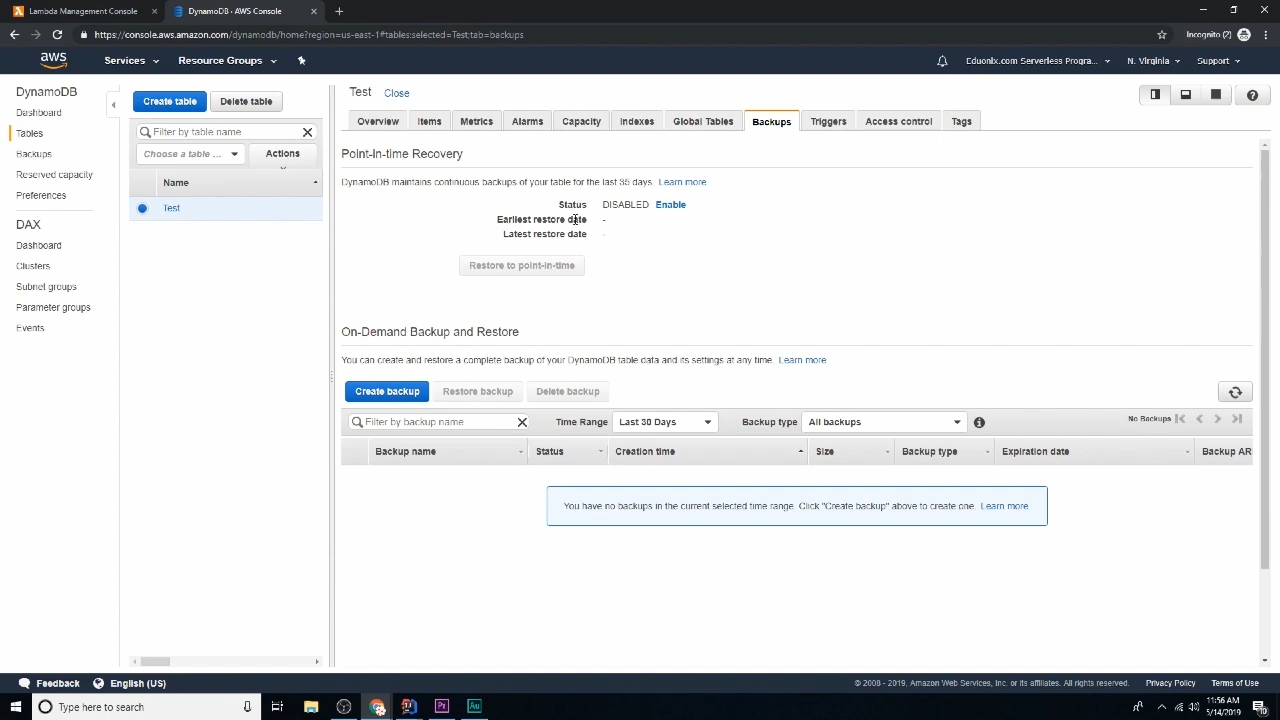 Lambda Management Console
DynamoDB · AWS Console
https://console.aws.amazon.com/dynamodb/home?region=us-east-1#tables:selected=Test;tab=backups
Incognito (2)
aws
Services
Resource Groups
Eduonix.com Serverless Progra...
N. Virginia
Support
DynamoDB
Dashboard
Tables
Backups
Reserved capacity
Preferences
DAX
Dashboard
Clusters
Subnet groups
Parameter groups
Events
Create table
Delete table
Filter by table name
Choose a table ...
Actions
Name
Test
Test Close
Overview Items Metrics Alarms Capacity Indexes Global Tables Backups Triggers Access control Tags
Point-in-time Recovery
DynamoDB maintains continuous backups of your table for the last 35 days. Learn more
Status DISABLED Enable
Earliest restore date -
Latest restore date -
Restore to point-in-time
On-Demand Backup and Restore
You can create and restore a complete backup of your DynamoDB table data and its settings at any time. Learn more
Create backup Restore backup Delete backup
Filter by backup name Time Range Last 30 Days Backup type All backups No Backups
Backup name Status Creation time Size Backup type Expiration date Backup AR
You have no backups in the current selected time range. Click "Create backup" above to create one. Learn more
Feedback English (US) © 2008 - 2019, Amazon Web Services, Inc. or its affiliates. All rights reserved. Privacy Policy Terms of Use
Type here to search
Pr
Au
11:56 AM
5/14/2019